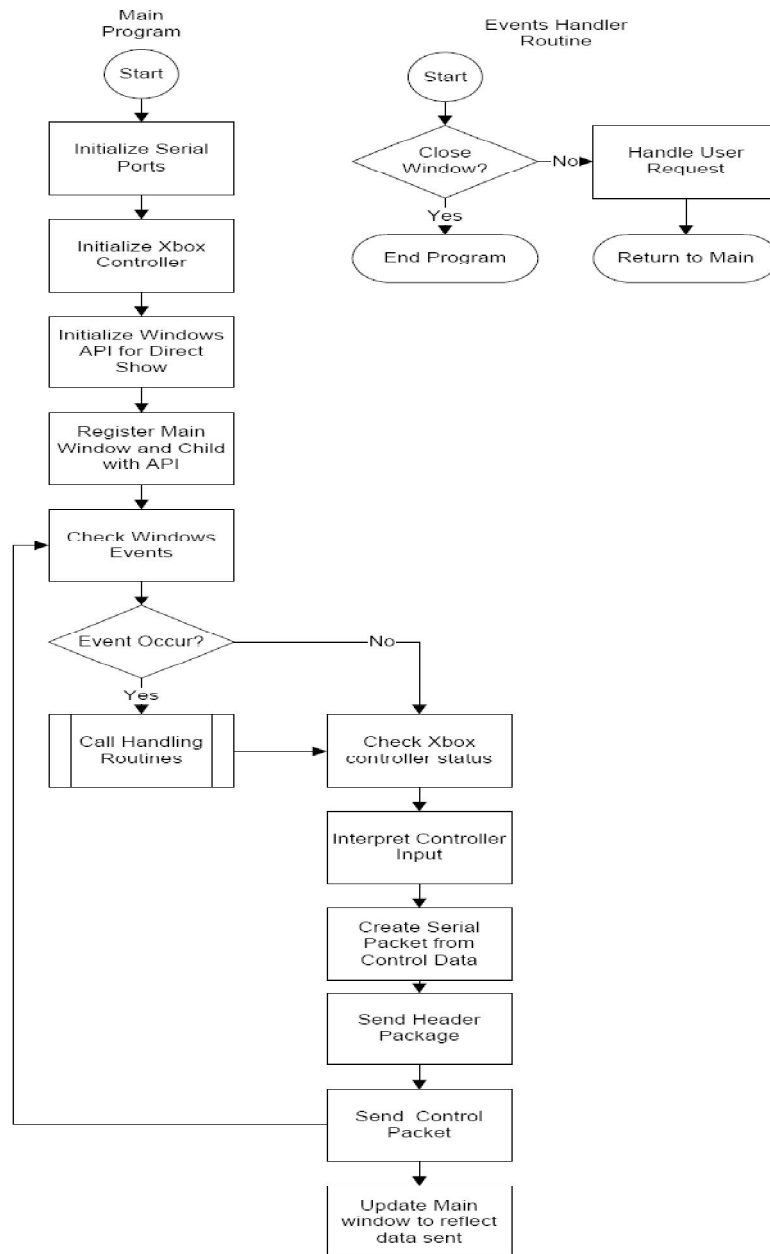 Main
Program
Start
Initialize Serial
Ports
Initialize Xbox
Controller
Initialize Windows
API for Direct
Show
Register Main
Window and Child
with API
Check Windows
Events
Event Occur?
No
Yes
Call Handling
Routines
Check Xbox
controller status
Interpret Controller
Input
Create Serial
Packet from
Control Data
Send Header
Package
Send Control
Packet
Update Main
window to reflect
data sent
Events Handler
Routine
Start
Close
Window?
No
Handle User
Request
Yes
End Program
Return to Main